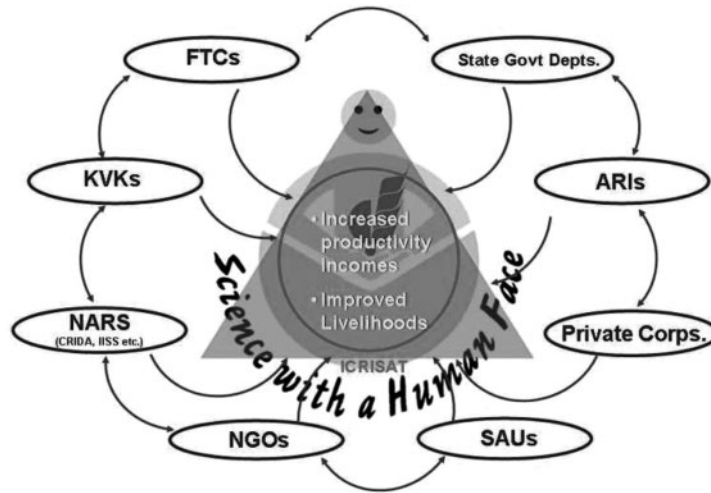 FTCs
State Govt Depts.
KVKs
ARIs
• Increased
productivity
Incomes
• Improved
Livelihoods
NARS
(CRIDA, IISS etc.)
Private Corps.
ICRISAT
Science with a Human Face
NGOs
SAUs